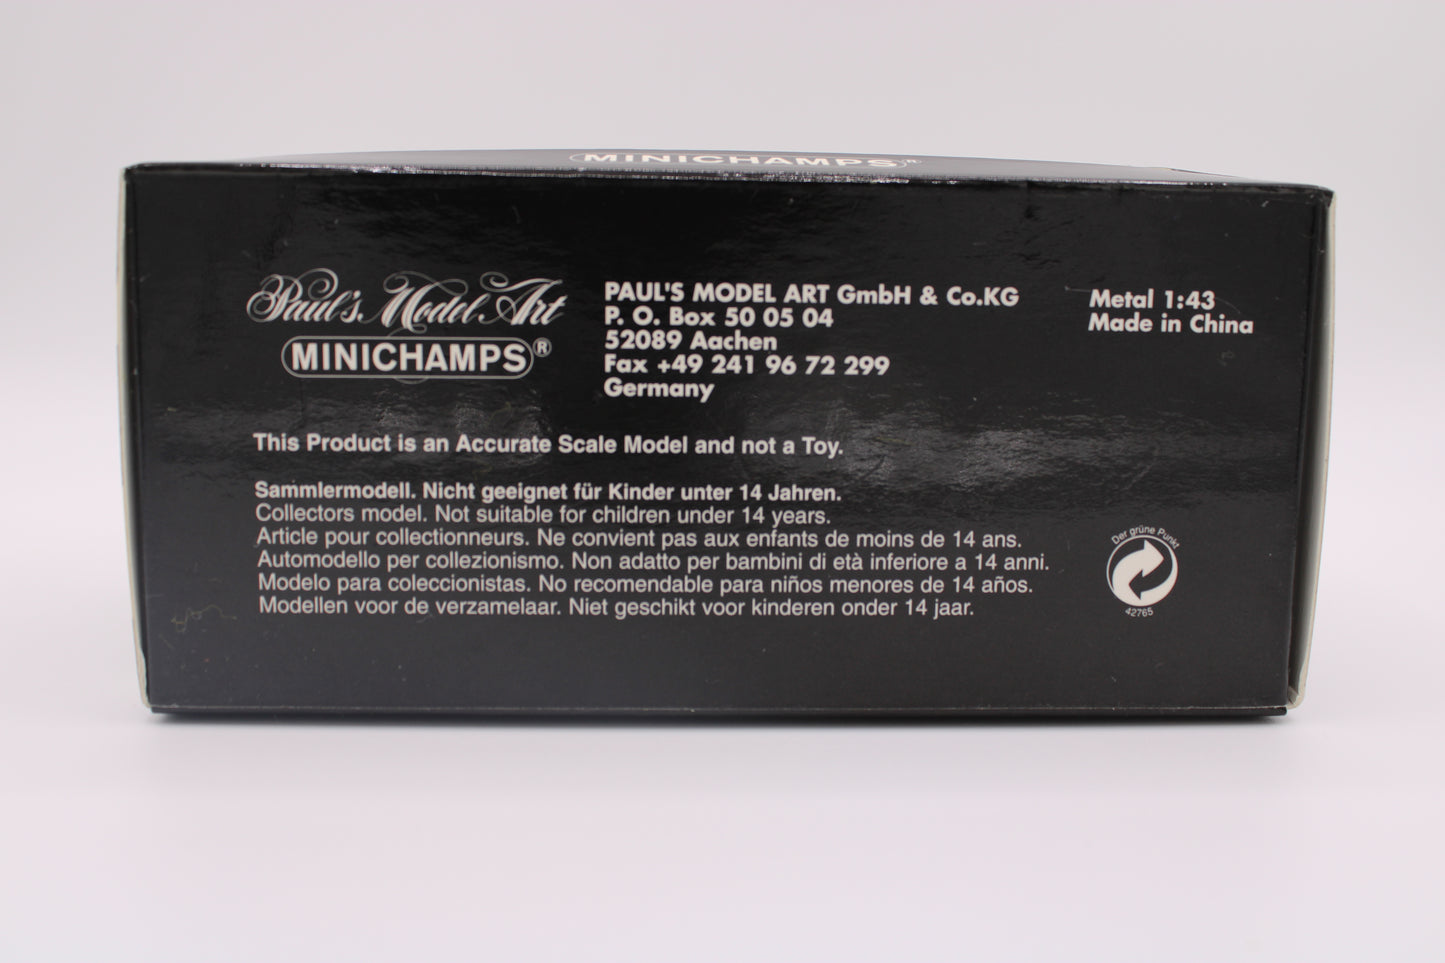 MINICHAMPS®
Paul's Model Art
MINICHAMPS®
PAUL'S MODEL ART GmbH & Co.KG
P. O. Box 50 05 04
52089 Aachen
Fax +49 241 96 72 299
Germany
Metal 1:43
Made in China
This Product is an Accurate Scale Model and not a Toy.
Sammlermodell. Nicht geeignet für Kinder unter 14 Jahren.
Collectors model. Not suitable for children under 14 years.
Article pour collectionneurs. Ne convient pas aux enfants de moins de 14 ans.
Automodello per collezionismo. Non adatto per bambini di età inferiore a 14 anni.
Modelo para coleccionistas. No recomendable para niños menores de 14 años.
Modellen voor de verzamelaar. Niet geschikt voor kinderen onder 14 jaar.
Der grüne Punkt
42765